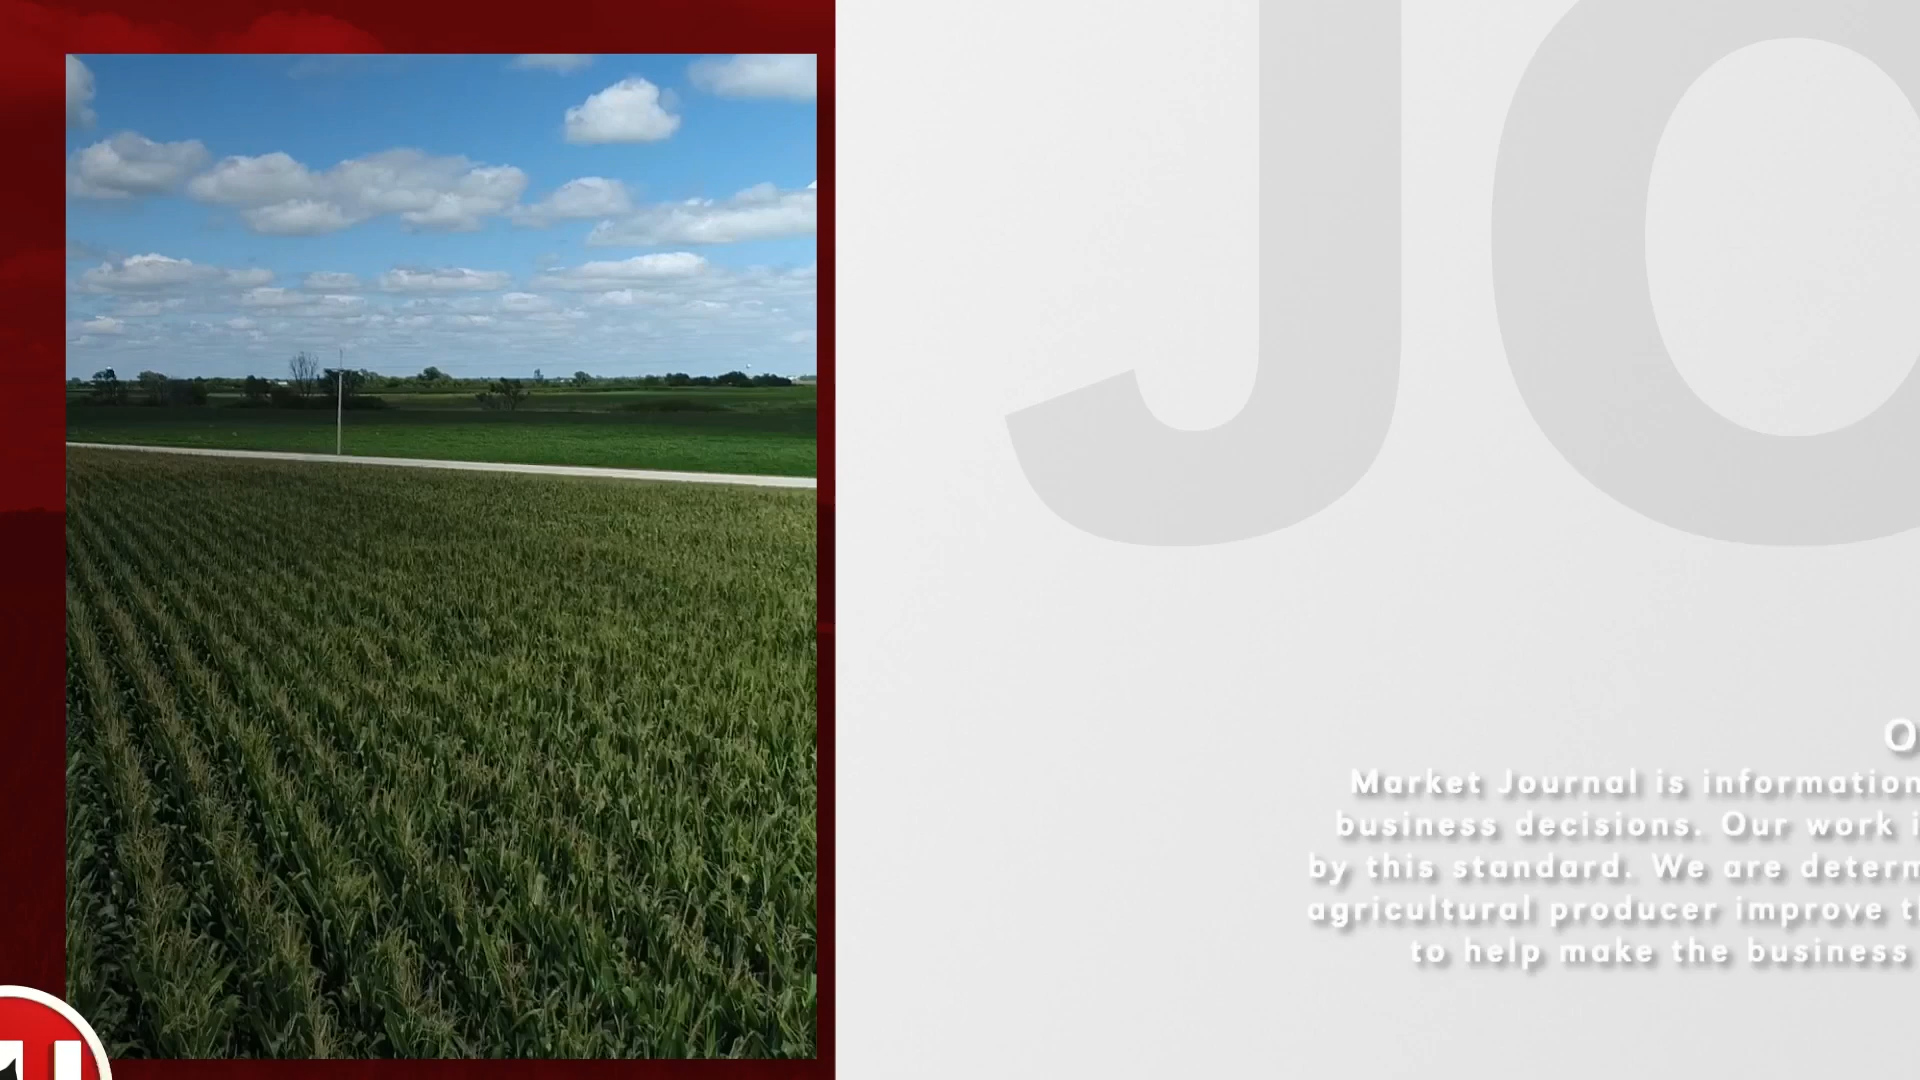 JO
O
Market Journal is information
business decisions. Our work i
by this standard. We are determ
agricultural producer improve t
to help make the business